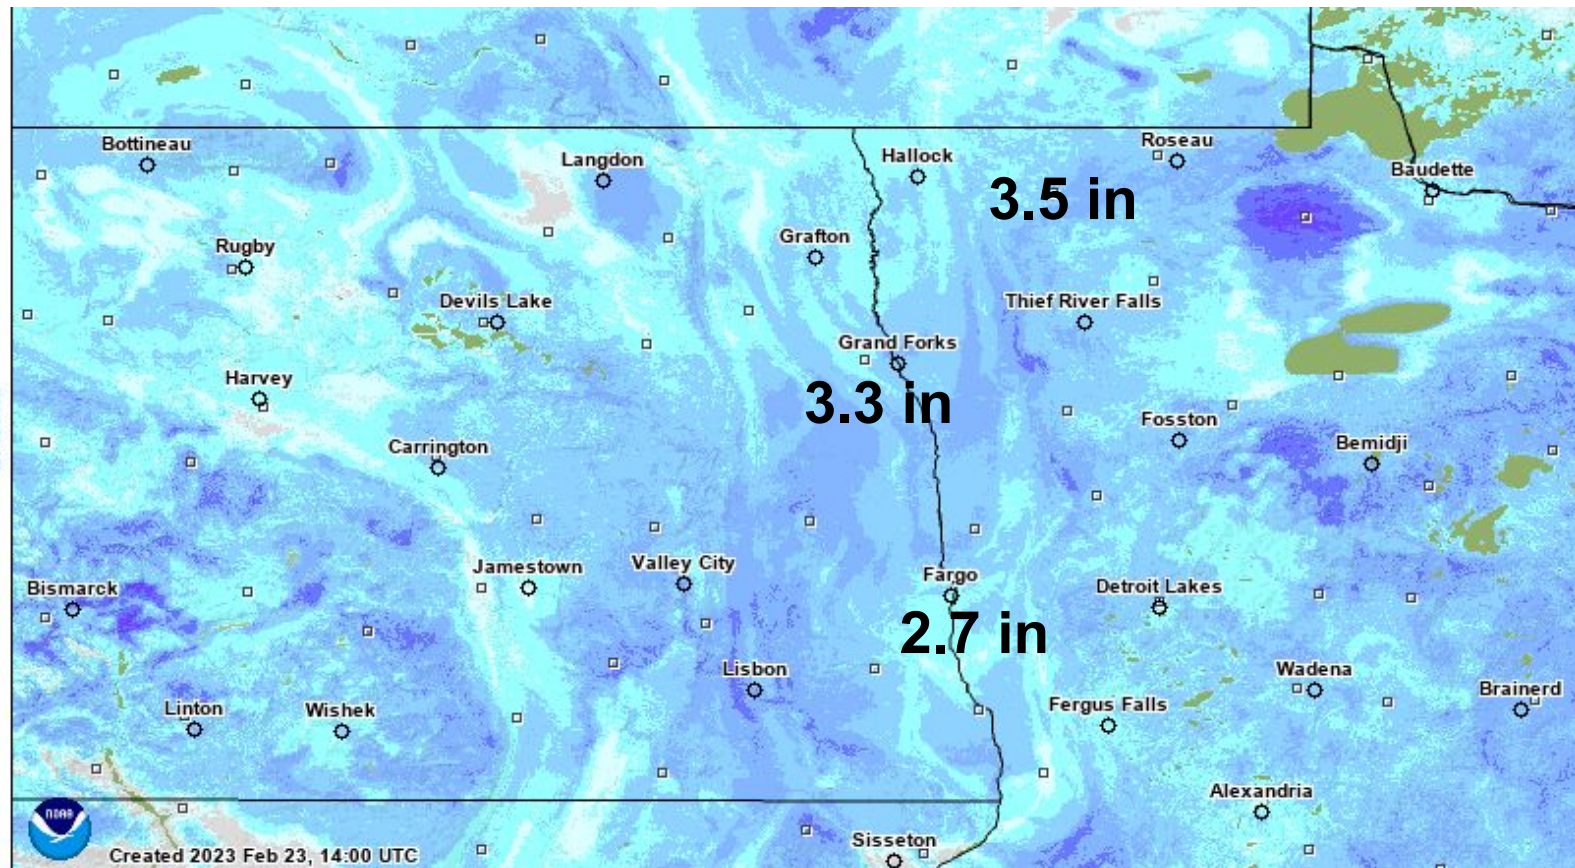 Bottineau
Langdon
Hallock
Roseau
Baudette
3.5 in
Rugby
Grafton
Devils Lake
Thief River Falls
Grand Forks
Harvey
3.3 in
Carrington
Fosston
Bemidji
Bismarck
Jamestown
Valley City
Fargo
Detroit Lakes
2.7 in
Lisbon
Wadena
Brainerd
Linton
Wishek
Fergus Falls
Alexandria
NOAA
Sisseton
Created 2023 Feb 23, 14:00 UTC